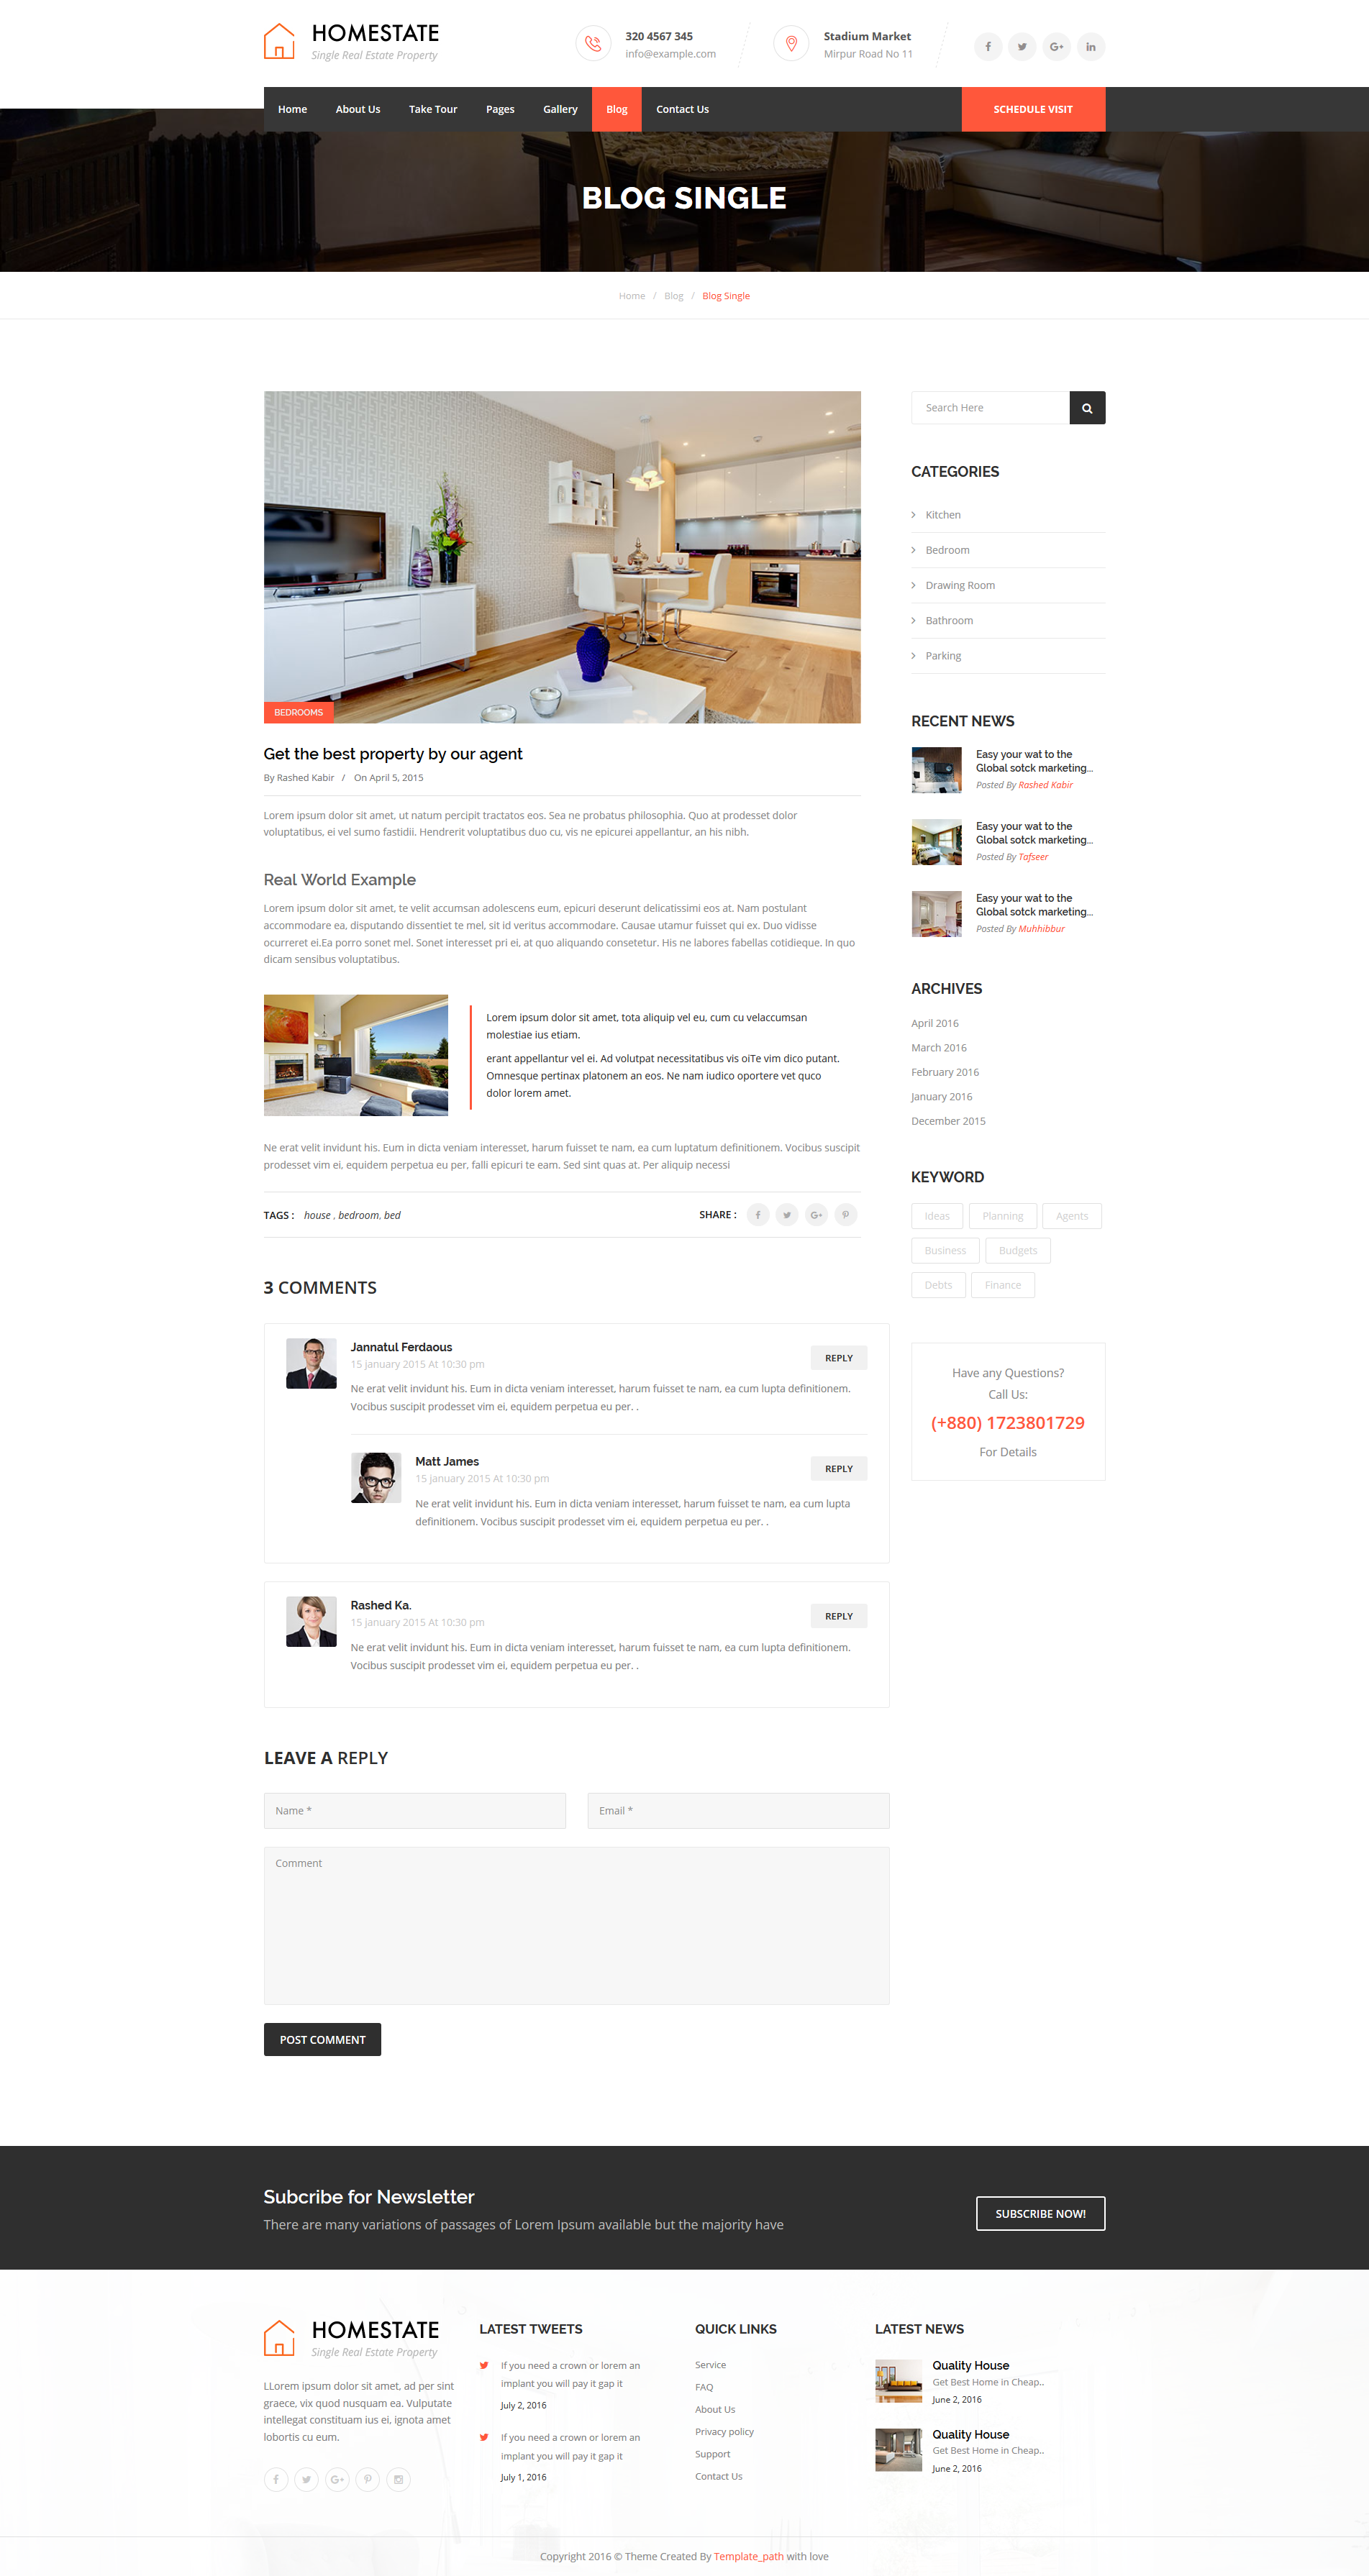 HOMESTATE
Single Real Estate Property
320 4567 345
info@example.com
Stadium Market
Mirpur Road No 11
Home
About Us
Take Tour
Pages
Gallery
Blog
Contact Us
SCHEDULE VISIT
BLOG SINGLE
Home / Blog / Blog Single
BEDROOMS
Get the best property by our agent
By Rashed Kabir / On April 5, 2015
Lorem ipsum dolor sit amet, ut natum percipit tractatos eos. Sea ne probatus philosophia. Quo at prodesset dolor
voluptatibus, ei vel sumo fastidii. Hendrerit voluptatibus duo cu, vis ne epicurei appellantur, an his nibh.
Real World Example
Lorem ipsum dolor sit amet, te velit accumsan adolescens eum, epicuri deserunt delicatissimi eos at. Nam postulant
accommodare ea, disputando dissentiet te mel, sit id veritus accommodare. Causae utamur fuisset qui ex. Duo vidisse
ocurreret ei.Ea porro sonet mel. Sonet interesset pri ei, at quo aliquando consetetur. His ne labores fabellas cotidieque. In quo
dicam sensibus voluptatibus.
Lorem ipsum dolor sit amet, tota aliquip vel eu, cum cu velaccumsan
molestiae ius etiam.
erant appellantur vel ei. Ad volutpat necessitatibus vis oiTe vim dico putant.
Omnesque pertinax platonem an eos. Ne nam iudico oportere vet quco
dolor lorem amet.
Ne erat velit invidunt his. Eum in dicta veniam interesset, harum fuisset te nam, ea cum luptatum definitionem. Vocibus suscipit
prodesset vim ei, equidem perpetua eu per, falli epicuri te eam. Sed sint quas at. Per aliquip necessi
TAGS : house , bedroom, bed
SHARE :
3 COMMENTS
Jannatul Ferdaous
15 january 2015 At 10:30 pm
REPLY
Ne erat velit invidunt his. Eum in dicta veniam interesset, harum fuisset te nam, ea cum lupta definitionem.
Vocibus suscipit prodesset vim ei, equidem perpetua eu per. .
Matt James
15 january 2015 At 10:30 pm
REPLY
Ne erat velit invidunt his. Eum in dicta veniam interesset, harum fuisset te nam, ea cum lupta
definitionem. Vocibus suscipit prodesset vim ei, equidem perpetua eu per. .
Rashed Ka.
15 january 2015 At 10:30 pm
REPLY
Ne erat velit invidunt his. Eum in dicta veniam interesset, harum fuisset te nam, ea cum lupta definitionem.
Vocibus suscipit prodesset vim ei, equidem perpetua eu per. .
LEAVE A REPLY
Name *
Email *
Comment
POST COMMENT
Search Here
CATEGORIES
Kitchen
Bedroom
Drawing Room
Bathroom
Parking
RECENT NEWS
Easy your wat to the
Global sotck marketing...
Posted By Rashed Kabir
Easy your wat to the
Global sotck marketing...
Posted By Tafseer
Easy your wat to the
Global sotck marketing...
Posted By Muhhibbur
ARCHIVES
April 2016
March 2016
February 2016
January 2016
December 2015
KEYWORD
Ideas
Planning
Agents
Business
Budgets
Debts
Finance
Have any Questions?
Call Us:
(+880) 1723801729
For Details
Subcribe for Newsletter
There are many variations of passages of Lorem Ipsum available but the majority have
SUBSCRIBE NOW!
HOMESTATE
Single Real Estate Property
LLorem ipsum dolor sit amet, ad per sint
graece, vix quod nusquam ea. Vulputate
intellegat constituam ius ei, ignota amet
lobortis cu eum.
LATEST TWEETS
If you need a crown or lorem an
implant you will pay it gap it
July 2, 2016
If you need a crown or lorem an
implant you will pay it gap it
July 1, 2016
QUICK LINKS
Service
FAQ
About Us
Privacy policy
Support
Contact Us
LATEST NEWS
Quality House
Get Best Home in Cheap..
June 2, 2016
Quality House
Get Best Home in Cheap..
June 2, 2016
Copyright 2016 © Theme Created By Template_path with love